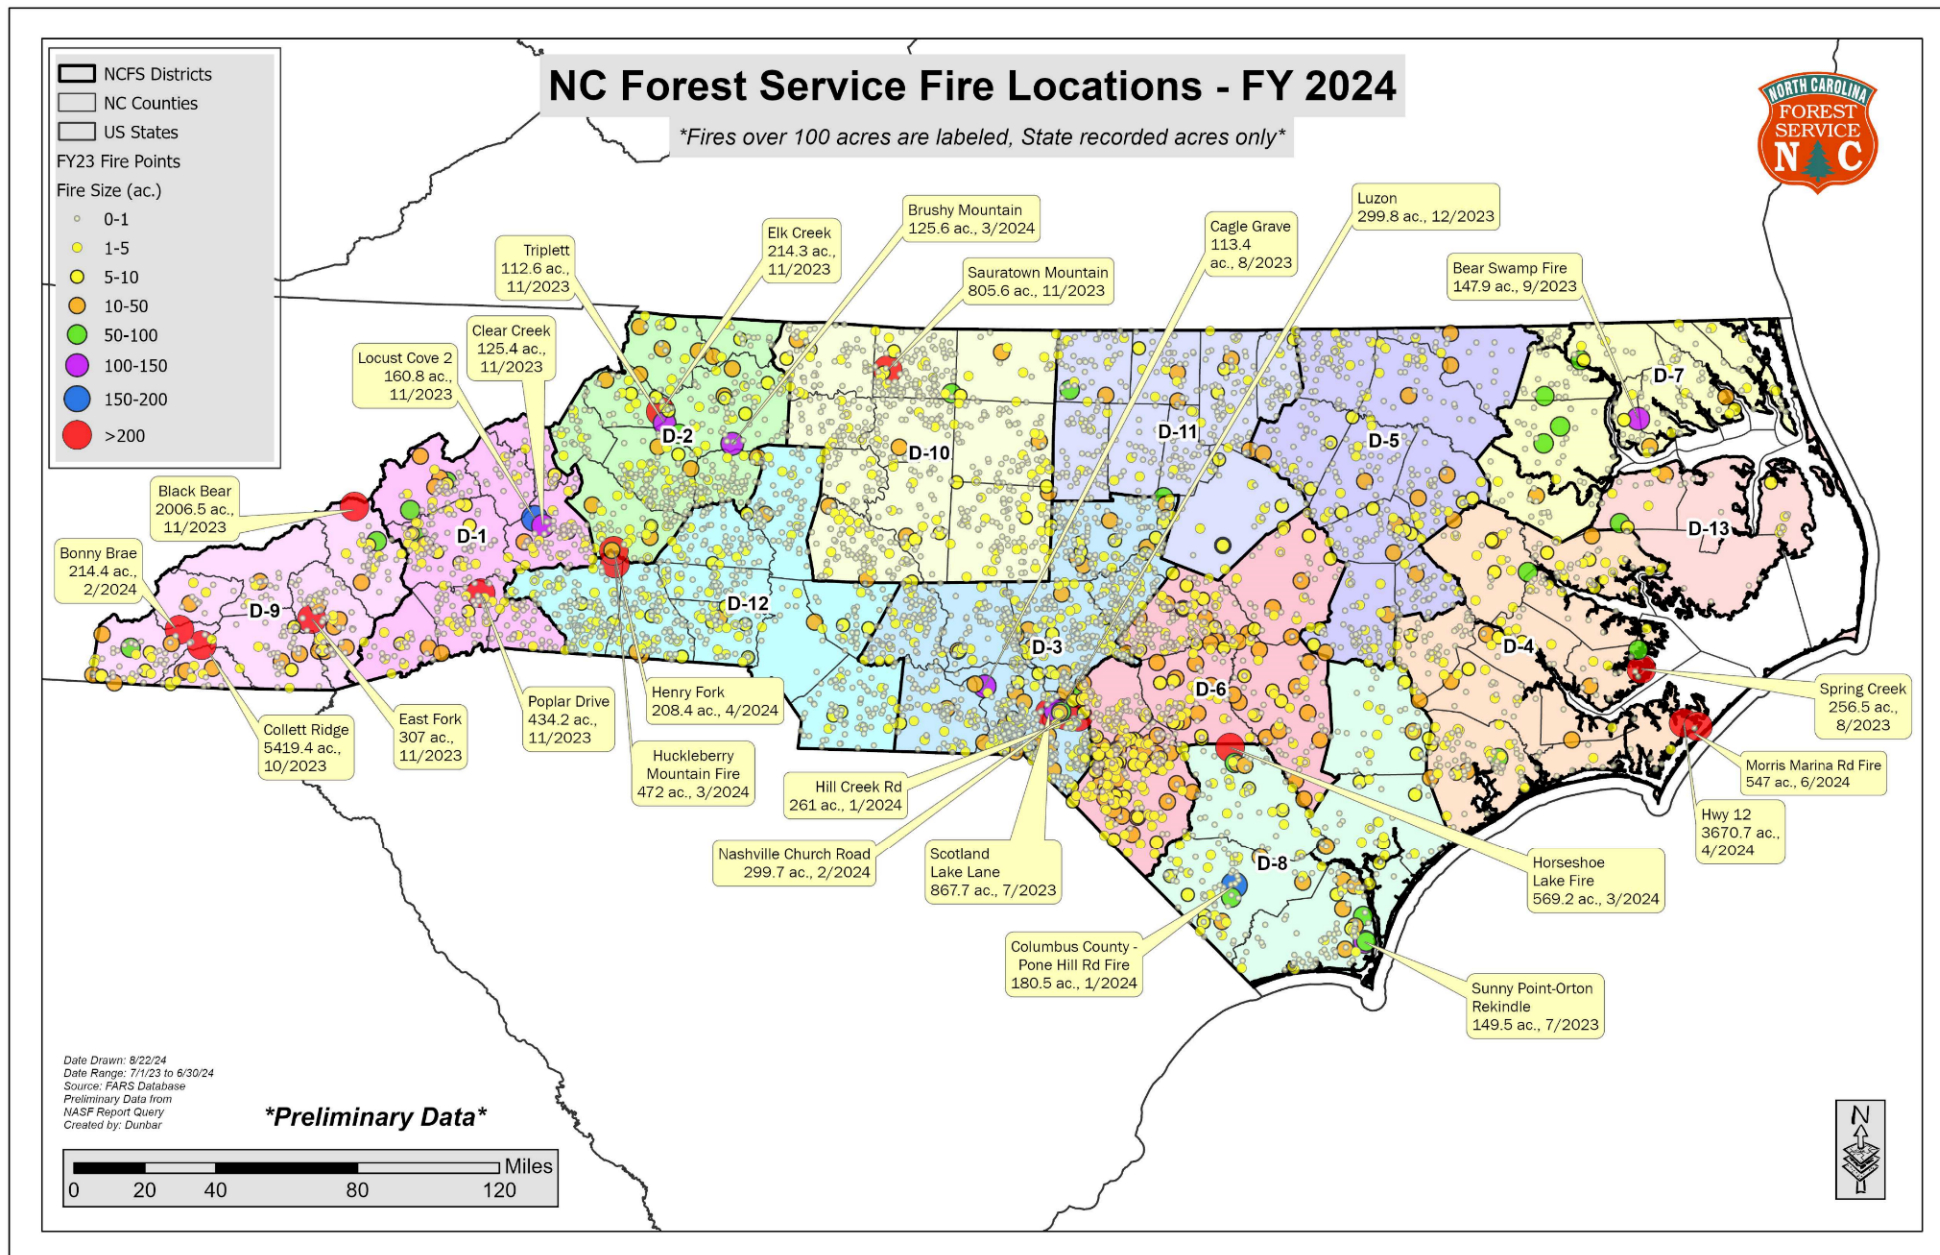 NC Forest Service Fire Locations - FY 2024
*Fires over 100 acres are labeled, State recorded acres only*
NORTH CAROLINA
FOREST
SERVICE
N C
NCFS Districts
NC Counties
US States
FY23 Fire Points
Fire Size (ac.)
0-1
1-5
5-10
10-50
50-100
100-150
150-200
>200
Luzon
299.8 ac., 12/2023
Brushy Mountain
125.6 ac., 3/2024
Cagle Grave
113.4
ac., 8/2023
Elk Creek
214.3 ac.,
11/2023
Triplett
112.6 ac.,
11/2023
Sauratown Mountain
805.6 ac., 11/2023
Bear Swamp Fire
147.9 ac., 9/2023
Clear Creek
125.4 ac.,
11/2023
Locust Cove 2
160.8 ac.,
11/2023
Black Bear
2006.5 ac.,
11/2023
Bonny Brae
214.4 ac.,
2/2024
D-7
D-2
D-10
D-11
D-5
D-1
D-13
D-9
D-12
D-3
D-4
D-6
D-8
Collett Ridge
5419.4 ac.,
10/2023
East Fork
307 ac.,
11/2023
Poplar Drive
434.2 ac.,
11/2023
Henry Fork
208.4 ac., 4/2024
Huckleberry
Mountain Fire
472 ac., 3/2024
Hill Creek Rd
261 ac., 1/2024
Nashville Church Road
299.7 ac., 2/2024
Scotland
Lake Lane
867.7 ac., 7/2023
Spring Creek
256.5 ac.,
8/2023
Morris Marina Rd Fire
547 ac., 6/2024
Hwy 12
3670.7 ac.,
4/2024
Horseshoe
Lake Fire
569.2 ac., 3/2024
Columbus County -
Pone Hill Rd Fire
180.5 ac., 1/2024
Sunny Point-Orton
Rekindle
149.5 ac., 7/2023
Date Drawn: 8/22/24
Date Range: 7/1/23 to 6/30/24
Source: FARS Database
Preliminary Data from
NASF Report Query
Created by: Dunbar
*Preliminary Data*
Miles
0 20 40 80 120
N